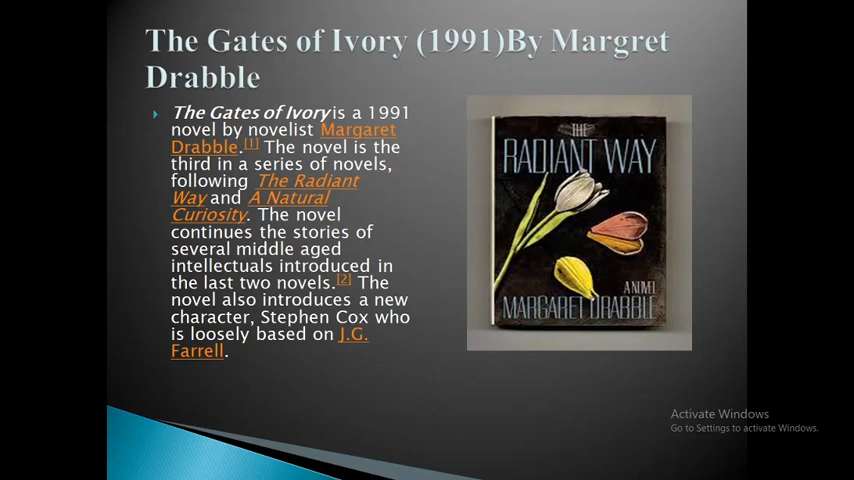 The Gates of Ivory (1991)By Margret
Drabble
The Gates of Ivory is a 1991
novel by novelist Margaret
Drabble.[1] The novel is the
third in a series of novels,
following The Radiant
Way and A Natural
Curiosity. The novel
continues the stories of
several middle aged
intellectuals introduced in
the last two novels.[2] The
novel also introduces a new
character, Stephen Cox who
is loosely based on J.G.
Farrell.
THE
RADIANT WAY
A NOVEL
MARGARET DRABBLE
Activate Windows
Go to Settings to activate Windows.